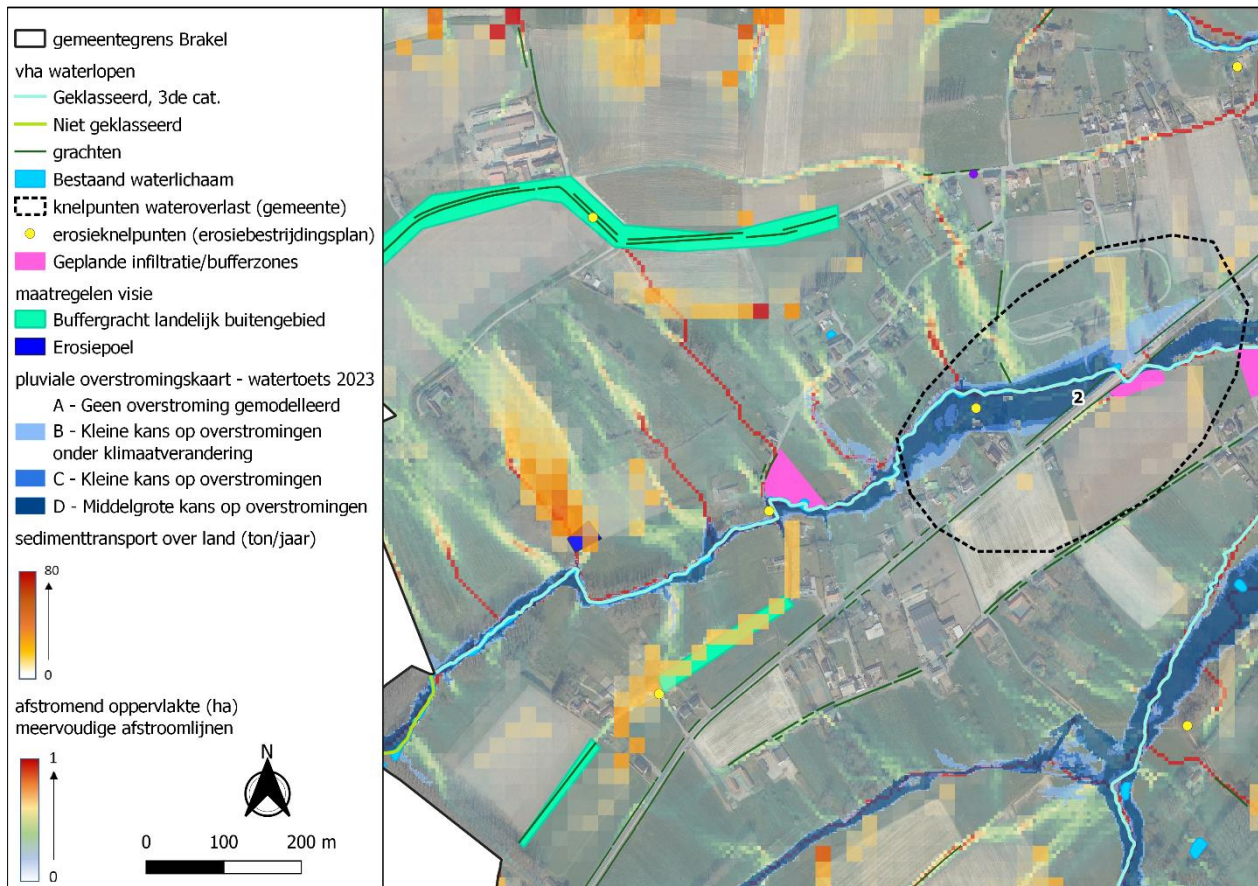 gemeentegrens Brakel
vha waterlopen
Geklasseerd, 3de cat.
Niet geklasseerd
grachten
Bestaand waterlichaam
knelpunten wateroverlast (gemeente)
erosieknelpunten (erosiebestrijdingsplan)
Geplande infiltratie/bufferzones
maatregelen visie
Buffergracht landelijk buitengebied
Erosiepoel
pluviale overstromingskaart - watertoets 2023
A - Geen overstroming gemodelleerd
B - Kleine kans op overstromingen
onder klimaatverandering
C - Kleine kans op overstromingen
D - Middelgrote kans op overstromingen
sedimenttransport over land (ton/jaar)
80
0
afstromend oppervlakte (ha)
meervoudige afstroomlijnen
1
0
N
0 100 200 m
2